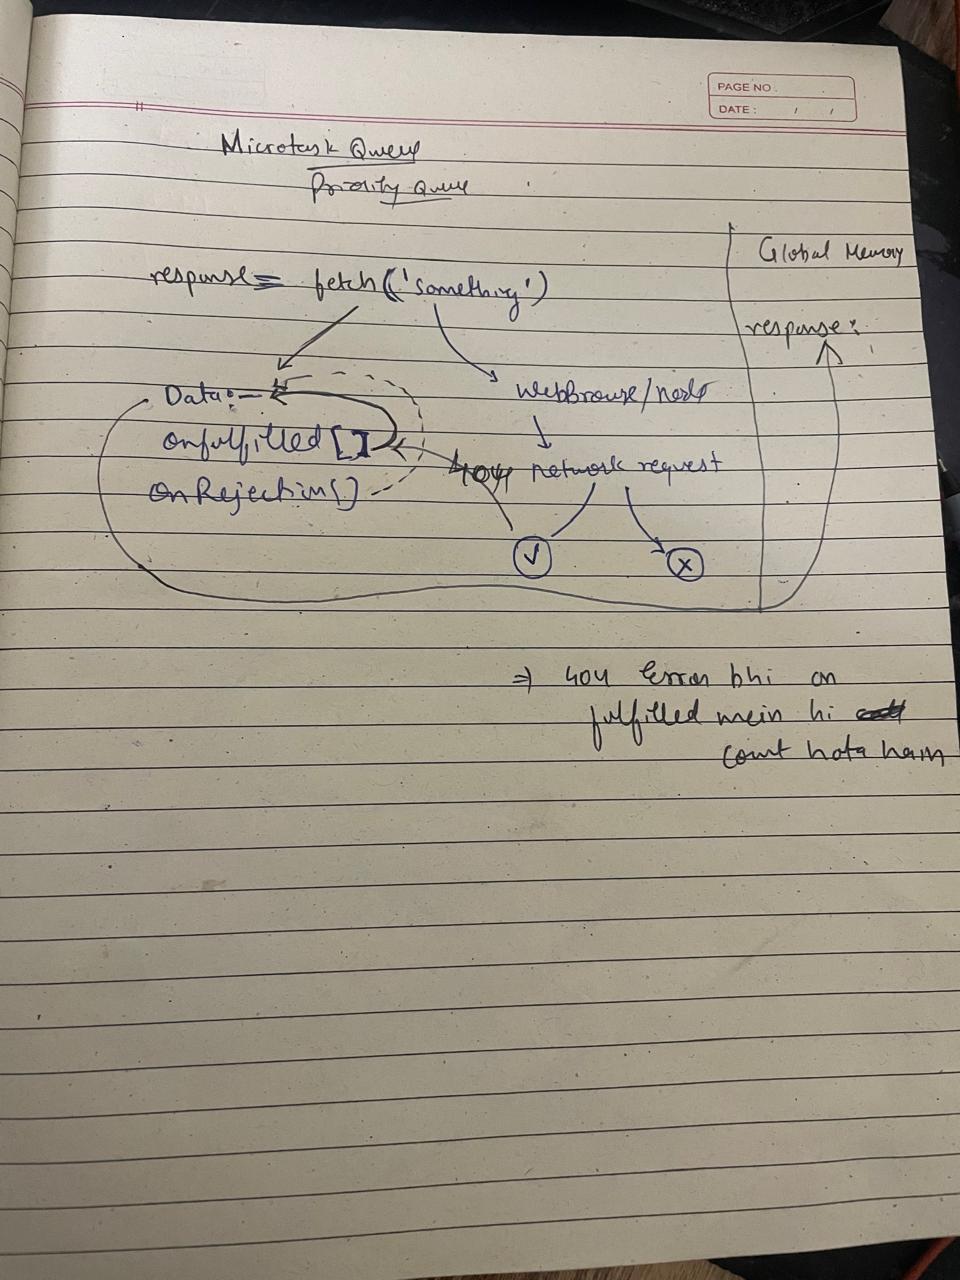 PAGE NO.
DATE : / /
Microtask Queue
Priority Queue
Global Memory
response = fetch('something')
response:
Data:-
WebBrowse/node
onfulfilled []
404 network request
onRejection[]
✓ x
⇒ 404 Error bhi on
fulfilled mein hi
count hota hain